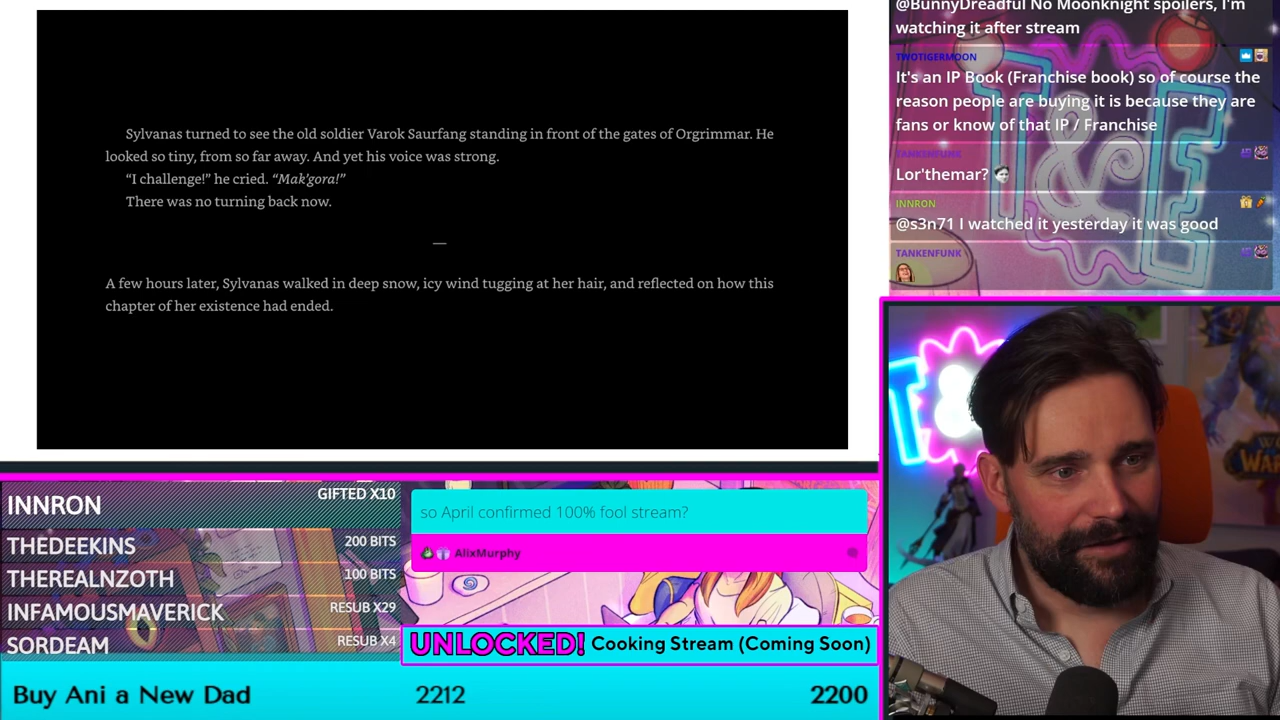 Sylvanas turned to see the old soldier Varok Saurfang standing in front of the gates of Orgrimmar. He
looked so tiny, from so far away. And yet his voice was strong.
“I challenge!” he cried. “Mak'gora!”
There was no turning back now.
—
A few hours later, Sylvanas walked in deep snow, icy wind tugging at her hair, and reflected on how this
chapter of her existence had ended.
@BunnyDreadful No Moonknight spoilers, I'm
watching it after stream
TWOTIGERMOON
It's an IP Book (Franchise book) so of course the
reason people are buying it is because they are
fans or know of that IP / Franchise
TANKENFUNK
Lor'themar?
INNRON
@s3n71 I watched it yesterday it was good
TANKENFUNK
T&E
INNRON GIFTED X10
THEDEEKINS 200 BITS
THEREALNZOTH 100 BITS
INFAMOUSMAVERICK RESUB X29
SORDEAM RESUB X4
so April confirmed 100% fool stream?
AlixMurphy
UNLOCKED! Cooking Stream (Coming Soon)
Buy Ani a New Dad 2212 2200